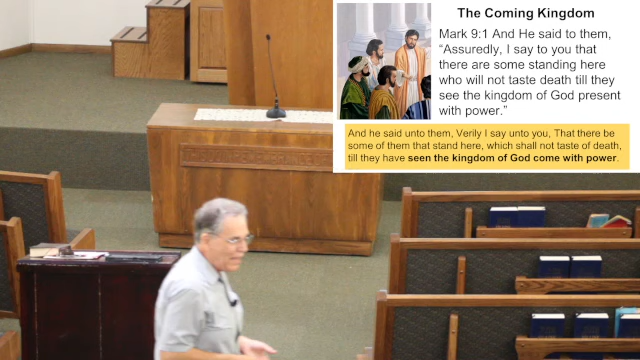 The Coming Kingdom
Mark 9:1 And He said to them,
“Assuredly, I say to you that
there are some standing here
who will not taste death till they
see the kingdom of God present
with power.”
And he said unto them, Verily I say unto you, That there be
some of them that stand here, which shall not taste of death,
till they have seen the kingdom of God come with power.